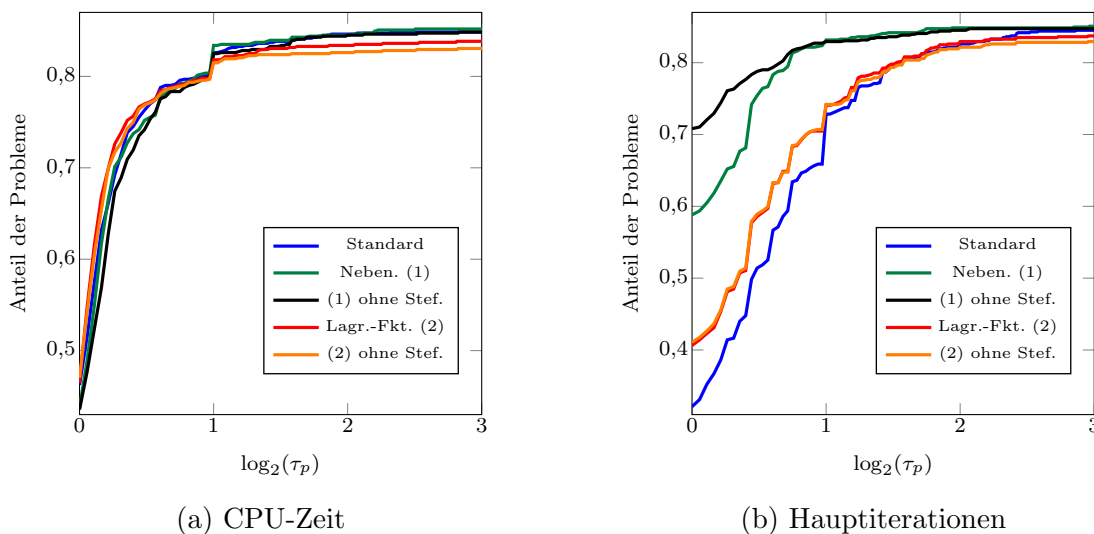 0,8
0,7
0,6
0,5
0
1
2
3
Anteil der Probleme
log₂(τₚ)
Standard
Neben. (1)
(1) ohne Stef.
Lagr.-Fkt. (2)
(2) ohne Stef.
(a) CPU-Zeit
0,8
0,7
0,6
0,5
0,4
0
1
2
3
Anteil der Probleme
log₂(τₚ)
Standard
Neben. (1)
(1) ohne Stef.
Lagr.-Fkt. (2)
(2) ohne Stef.
(b) Hauptiterationen